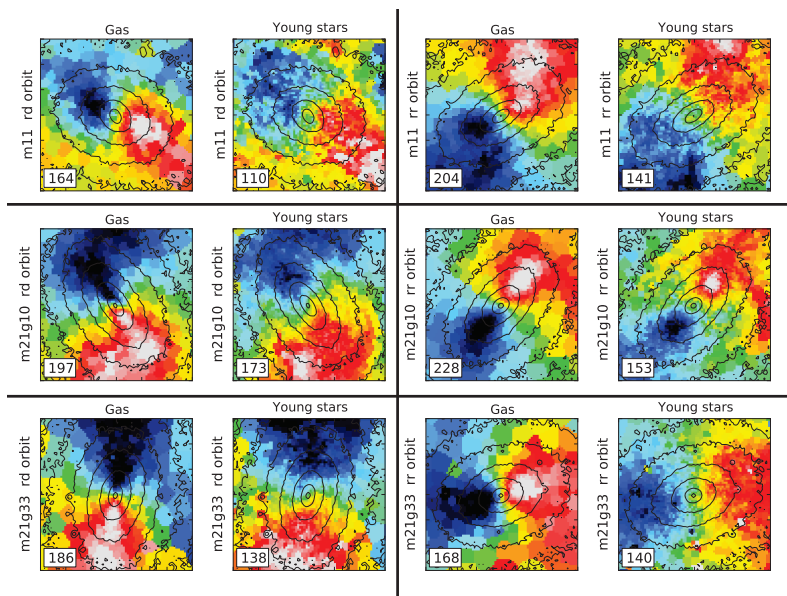 Gas
Young stars
Gas
Young stars
m11 rd orbit
164
m11 rd orbit
110
m11 rr orbit
204
m11 rr orbit
141
Gas
Young stars
Gas
Young stars
m21g10 rd orbit
197
m21g10 rd orbit
173
m21g10 rr orbit
228
m21g10 rr orbit
153
Gas
Young stars
Gas
Young stars
m21g33 rd orbit
186
m21g33 rd orbit
138
m21g33 rr orbit
168
m21g33 rr orbit
140